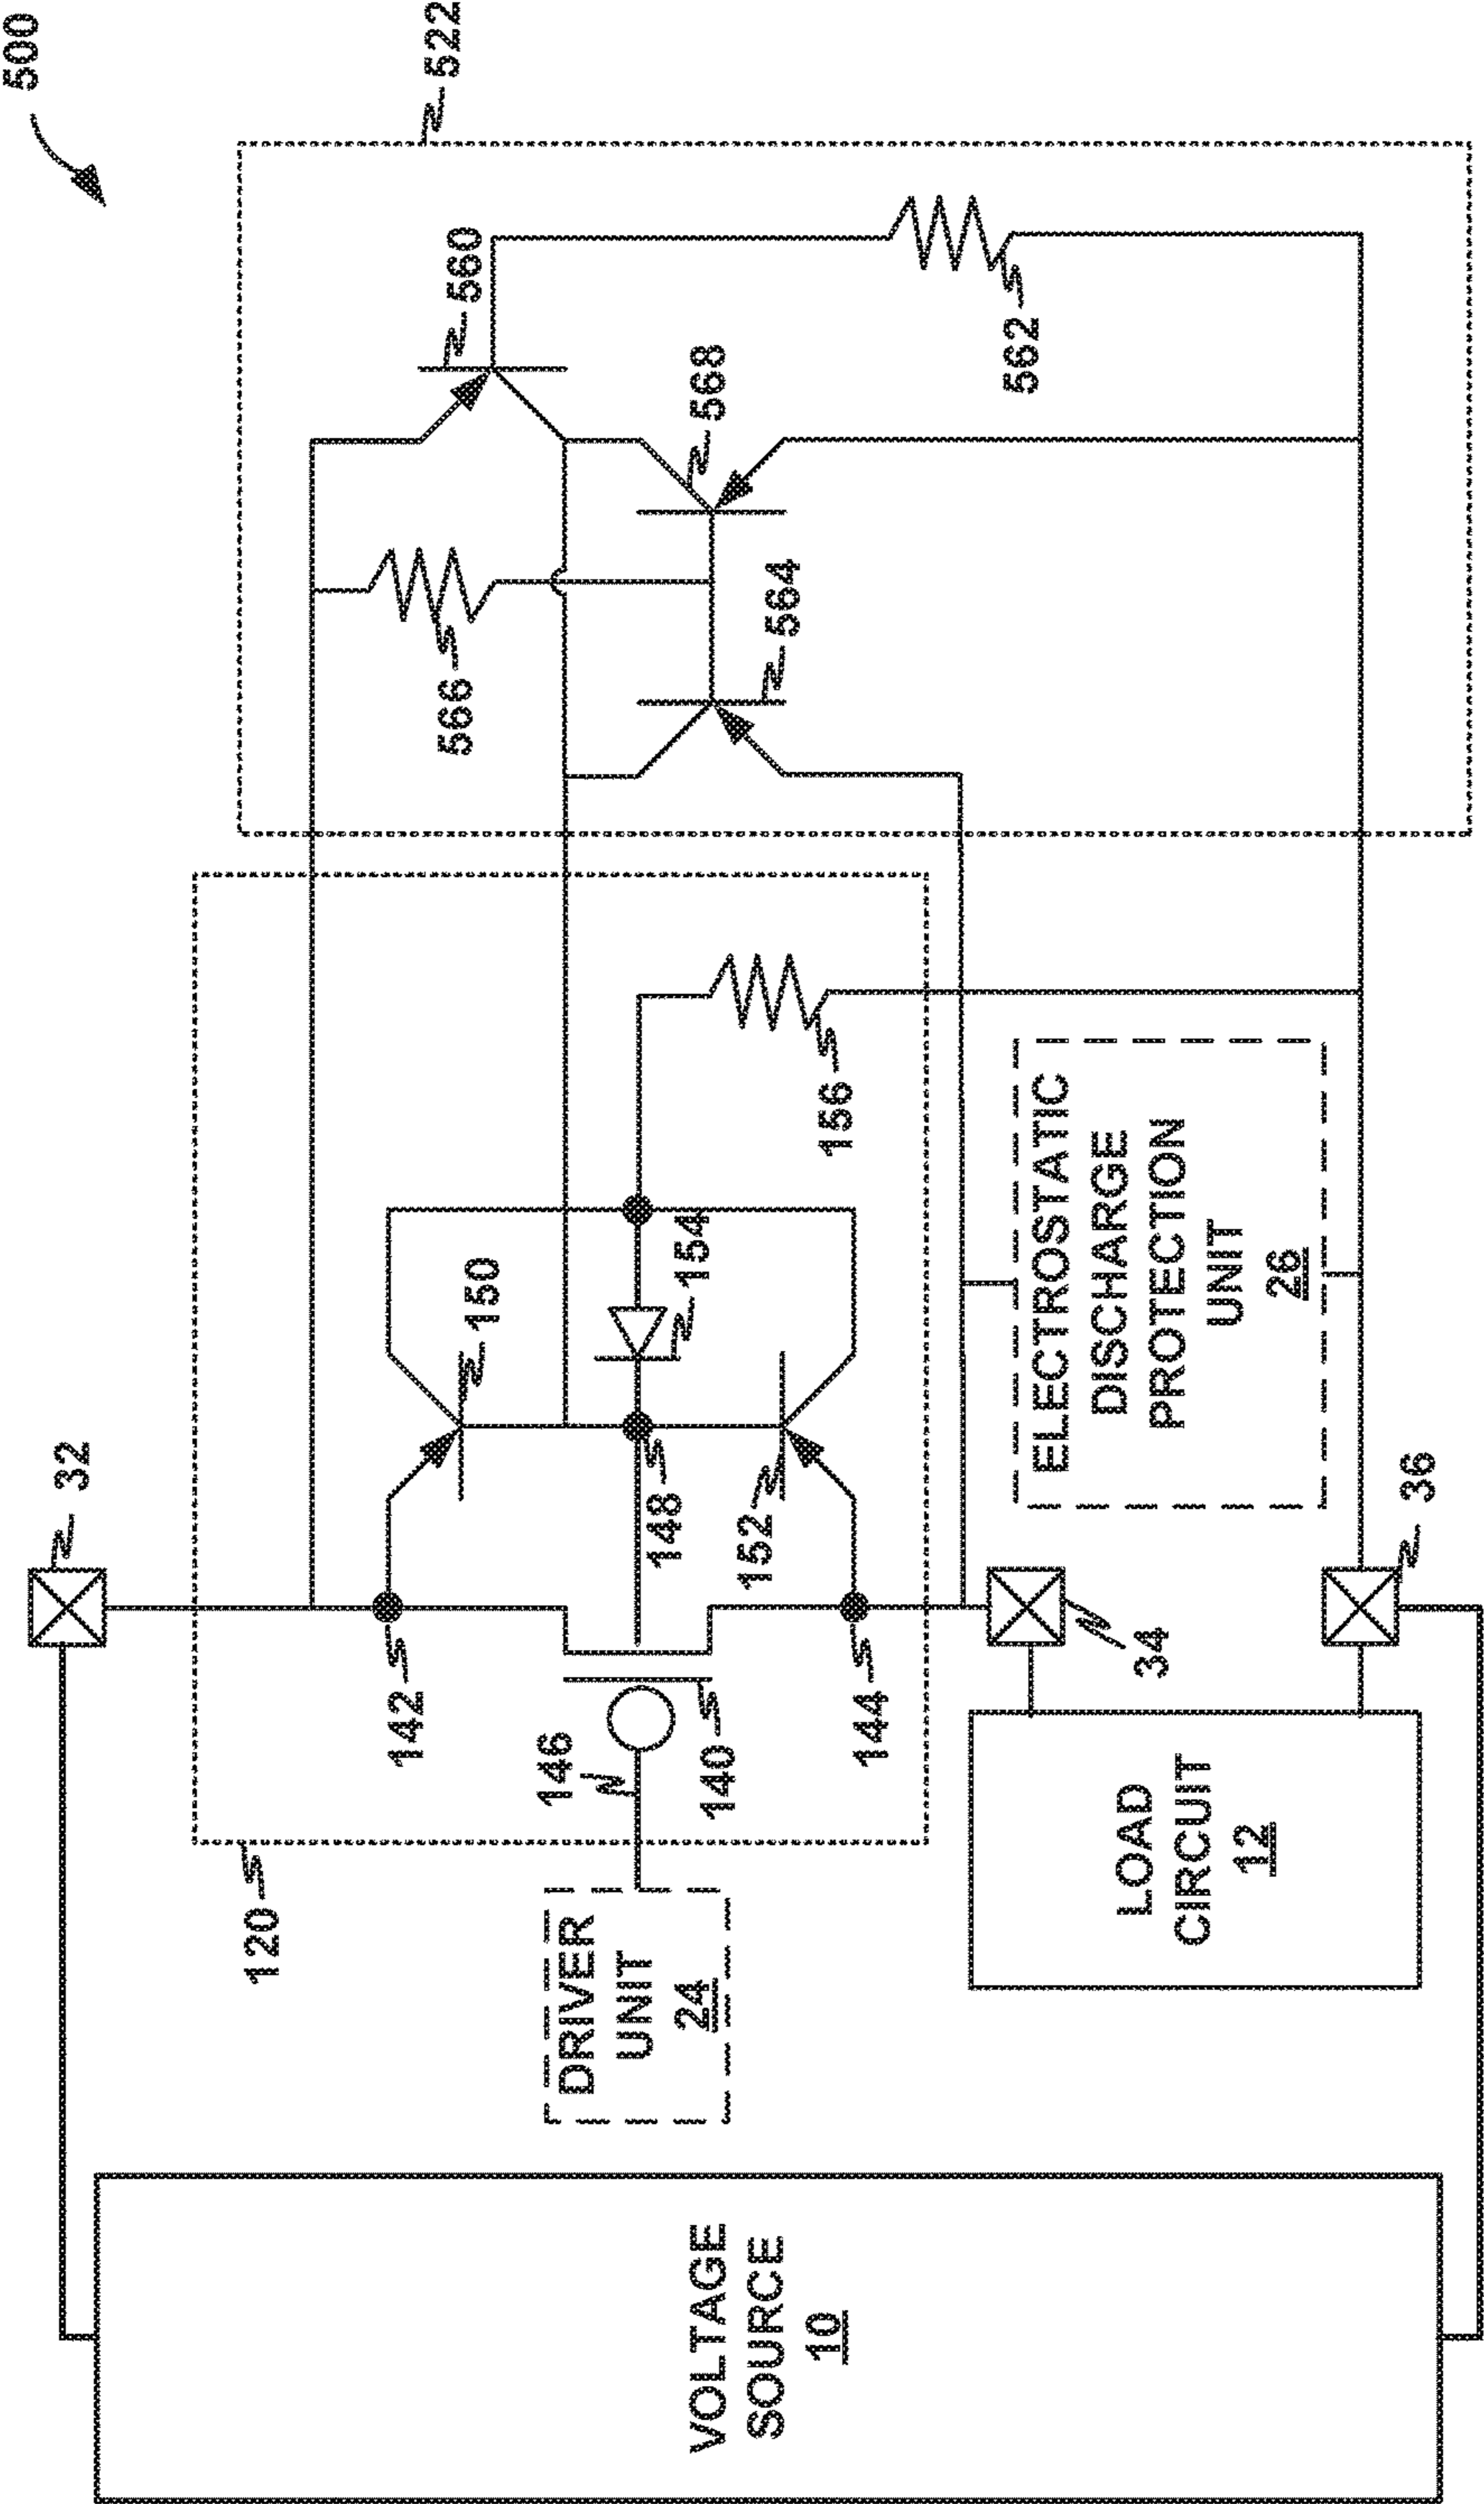 500
522
560
568
562
566
564
32
150
154
156
148
152
142
144
146
140
120
34
36
ELECTROSTATIC
DISCHARGE
PROTECTION
UNIT
26
DRIVER
UNIT
24
LOAD
CIRCUIT
12
VOLTAGE
SOURCE
10